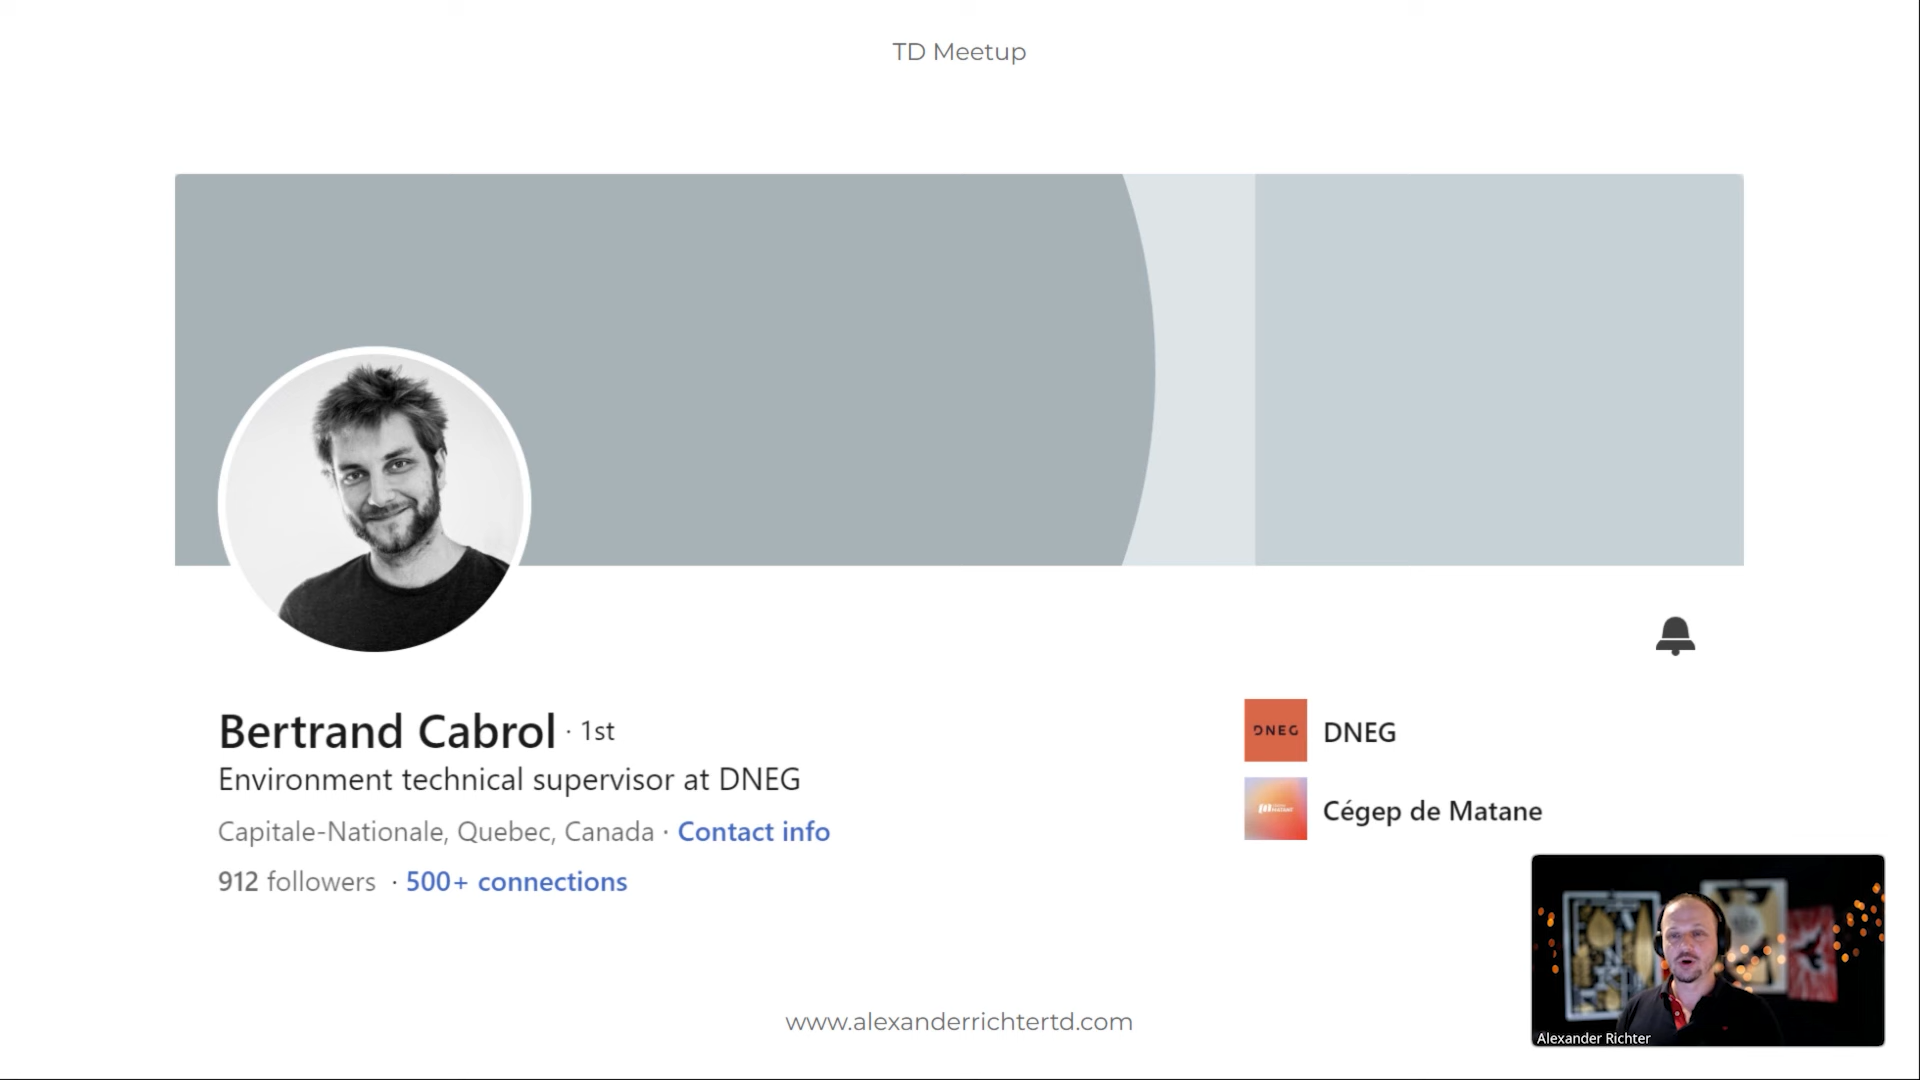 TD Meetup
Bertrand Cabrol · 1st
Environment technical supervisor at DNEG
Capitale-Nationale, Quebec, Canada · Contact info
912 followers · 500+ connections
DNEG
DNEG
MATANE
Cégep de Matane
www.alexanderrichtertd.com
Alexander Richter